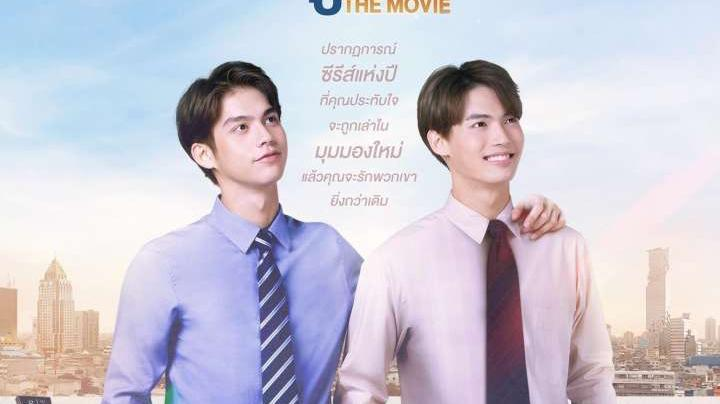 THE MOVIE
ปรากฏการณ์
ซีรีส์แห่งปี
ที่คุณประทับใจ
จะถูกเล่าใน
มุมมองใหม่
แล้วคุณจะรักพวกเขา
ยิ่งกว่าเดิม